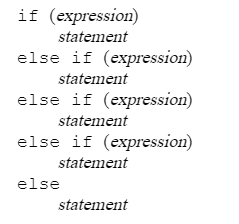 if (expression)
statement
else if (expression)
statement
else if (expression)
statement
else if (expression)
statement
else
statement